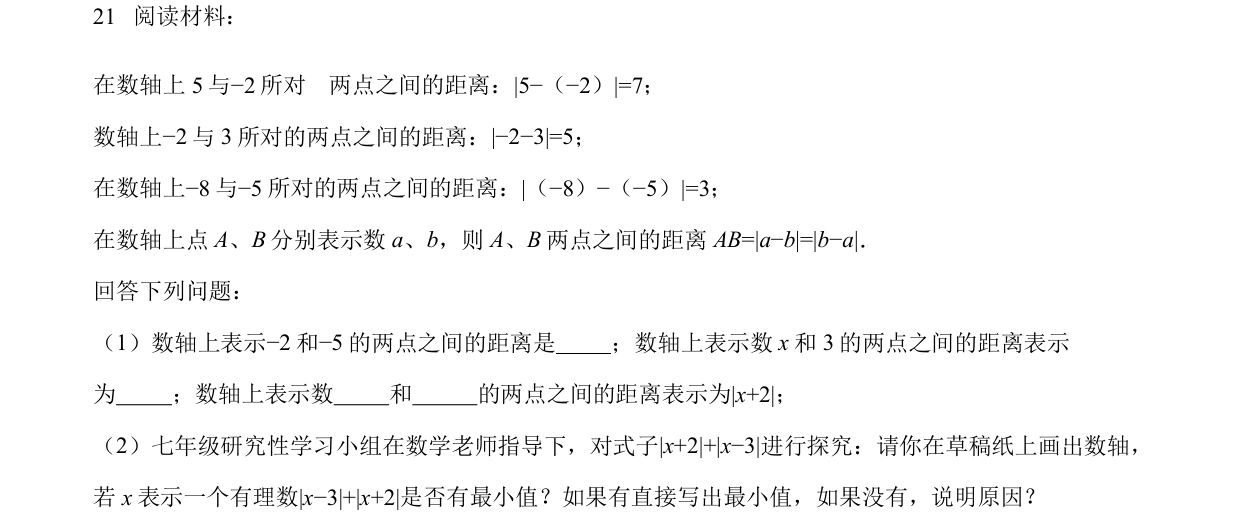 21 阅读材料：
在数轴上 5 与−2 所对 两点之间的距离：|5−（−2）|=7；
数轴上−2 与 3 所对的两点之间的距离：|−2−3|=5；
在数轴上−8 与−5 所对的两点之间的距离：|（−8）−（−5）|=3；
在数轴上点 A、B 分别表示数 a、b，则 A、B 两点之间的距离 AB=|a−b|=|b−a|．
回答下列问题：
（1）数轴上表示−2 和−5 的两点之间的距离是_____；数轴上表示数 x 和 3 的两点之间的距离表示
为_____；数轴上表示数_____和______的两点之间的距离表示为|x+2|；
（2）七年级研究性学习小组在数学老师指导下，对式子|x+2|+|x−3|进行探究：请你在草稿纸上画出数轴，
若 x 表示一个有理数|x−3|+|x+2|是否有最小值？如果有直接写出最小值，如果没有，说明原因？